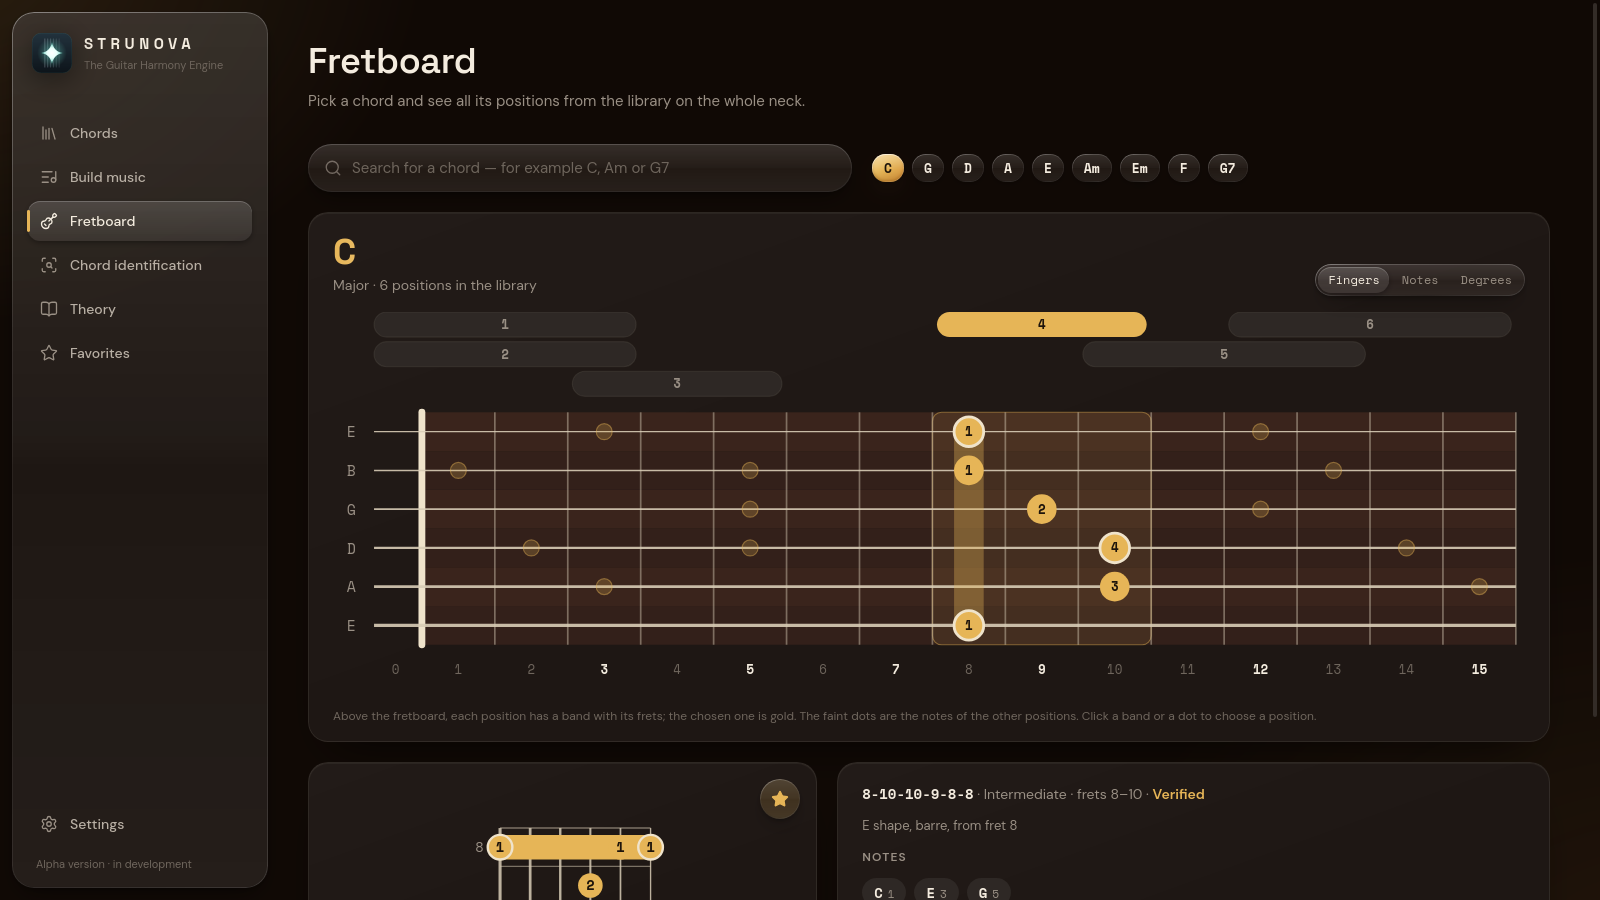 STRUNOVA
The Guitar Harmony Engine
Chords
Build music
Fretboard
Chord identification
Theory
Favorites
Settings
Alpha version · in development
Fretboard
Pick a chord and see all its positions from the library on the whole neck.
Search for a chord — for example C, Am or G7
C G D A E Am Em F G7
C
Major · 6 positions in the library
Fingers Notes Degrees
1 4 6
2 5
3
E 1
B 1
G 2
D 4
A 3
E 1
0 1 2 3 4 5 6 7 8 9 10 11 12 13 14 15
Above the fretboard, each position has a band with its frets; the chosen one is gold. The faint dots are the notes of the other positions. Click a band or a dot to choose a position.
8 1 1 1
2
8-10-10-9-8-8 · Intermediate · frets 8–10 · Verified
E shape, barre, from fret 8
NOTES
C 1 E 3 G 5